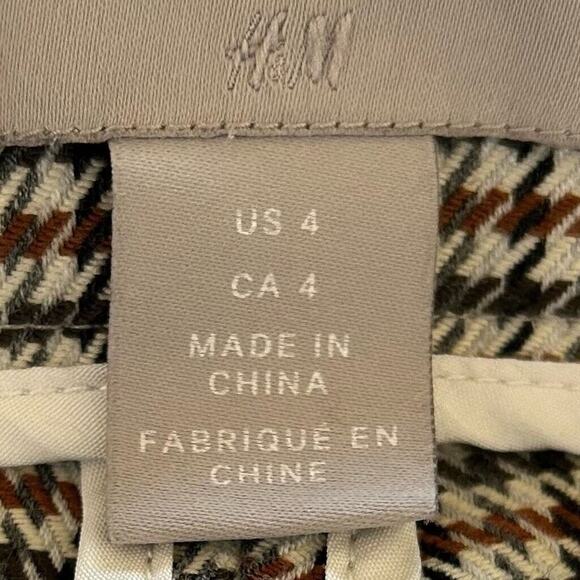 H&M
US 4
CA 4
MADE IN
CHINA
FABRIQUÉ EN
CHINE